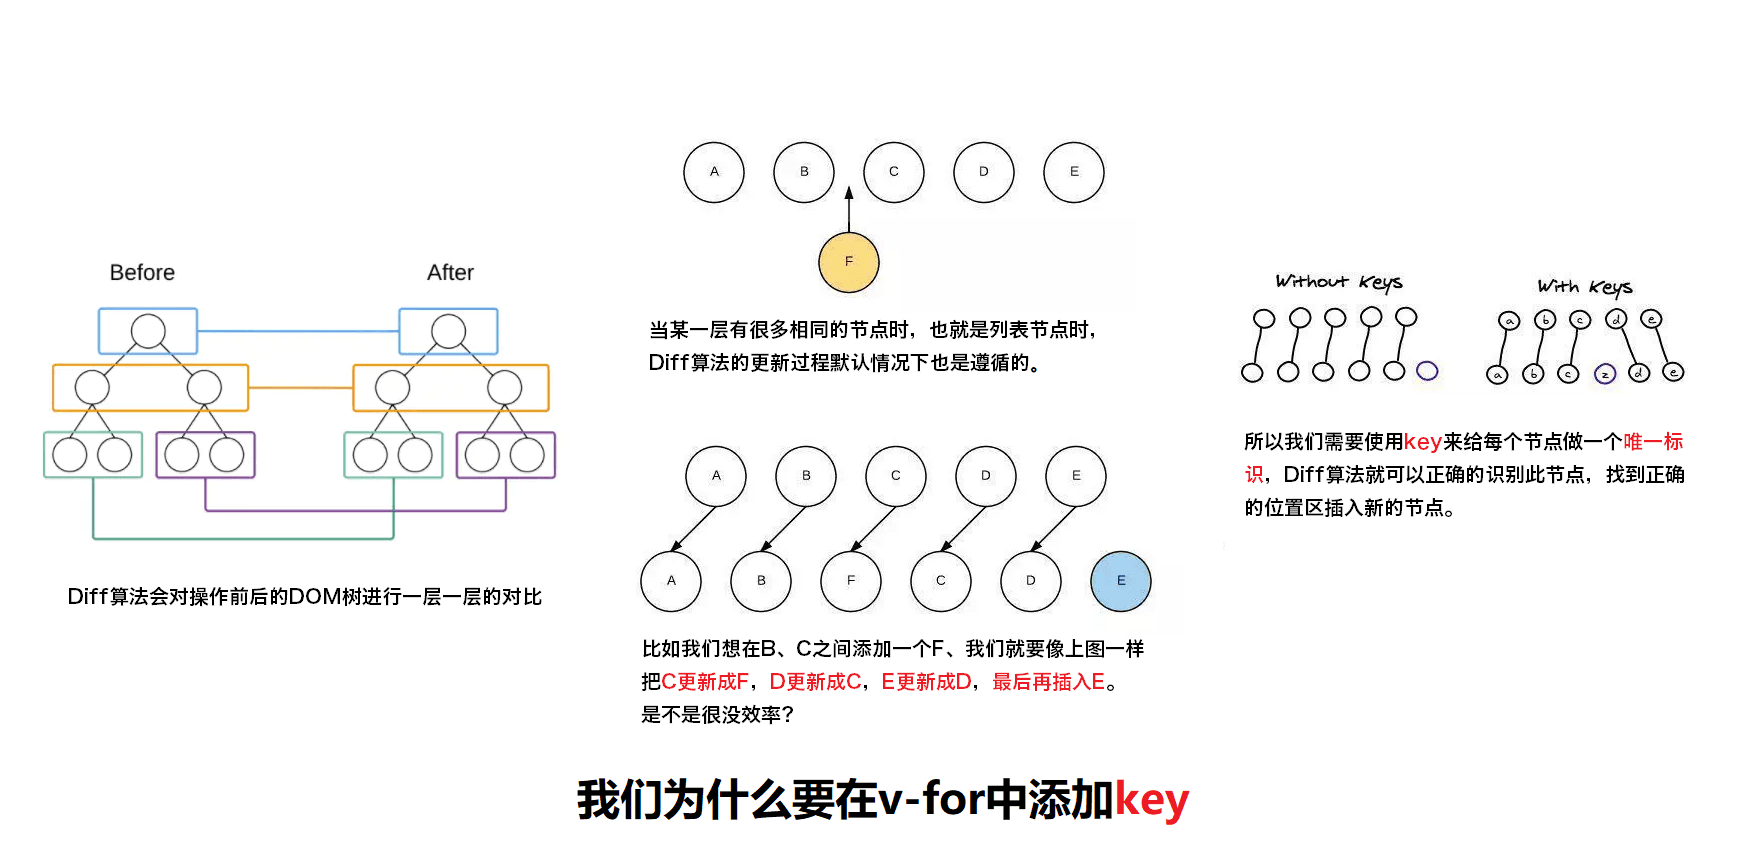 Before
After
Diff算法会对操作前后的DOM树进行一层一层的对比
A
B
C
D
E
F
当某一层有很多相同的节点时，也就是列表节点时，
Diff算法的更新过程默认情况下也是遵循的。
A
B
C
D
E
A
B
F
C
D
E
比如我们想在B、C之间添加一个F、我们就要像上图一样
把C更新成F，D更新成C，E更新成D，最后再插入E。
是不是很没效率?
Without Keys
With Keys
a
b
c
d
e
a
b
c
z
d
e
所以我们需要使用key来给每个节点做一个唯一标
识，Diff算法就可以正确的识别此节点，找到正确
的位置区插入新的节点。
我们为什么要在v-for中添加key